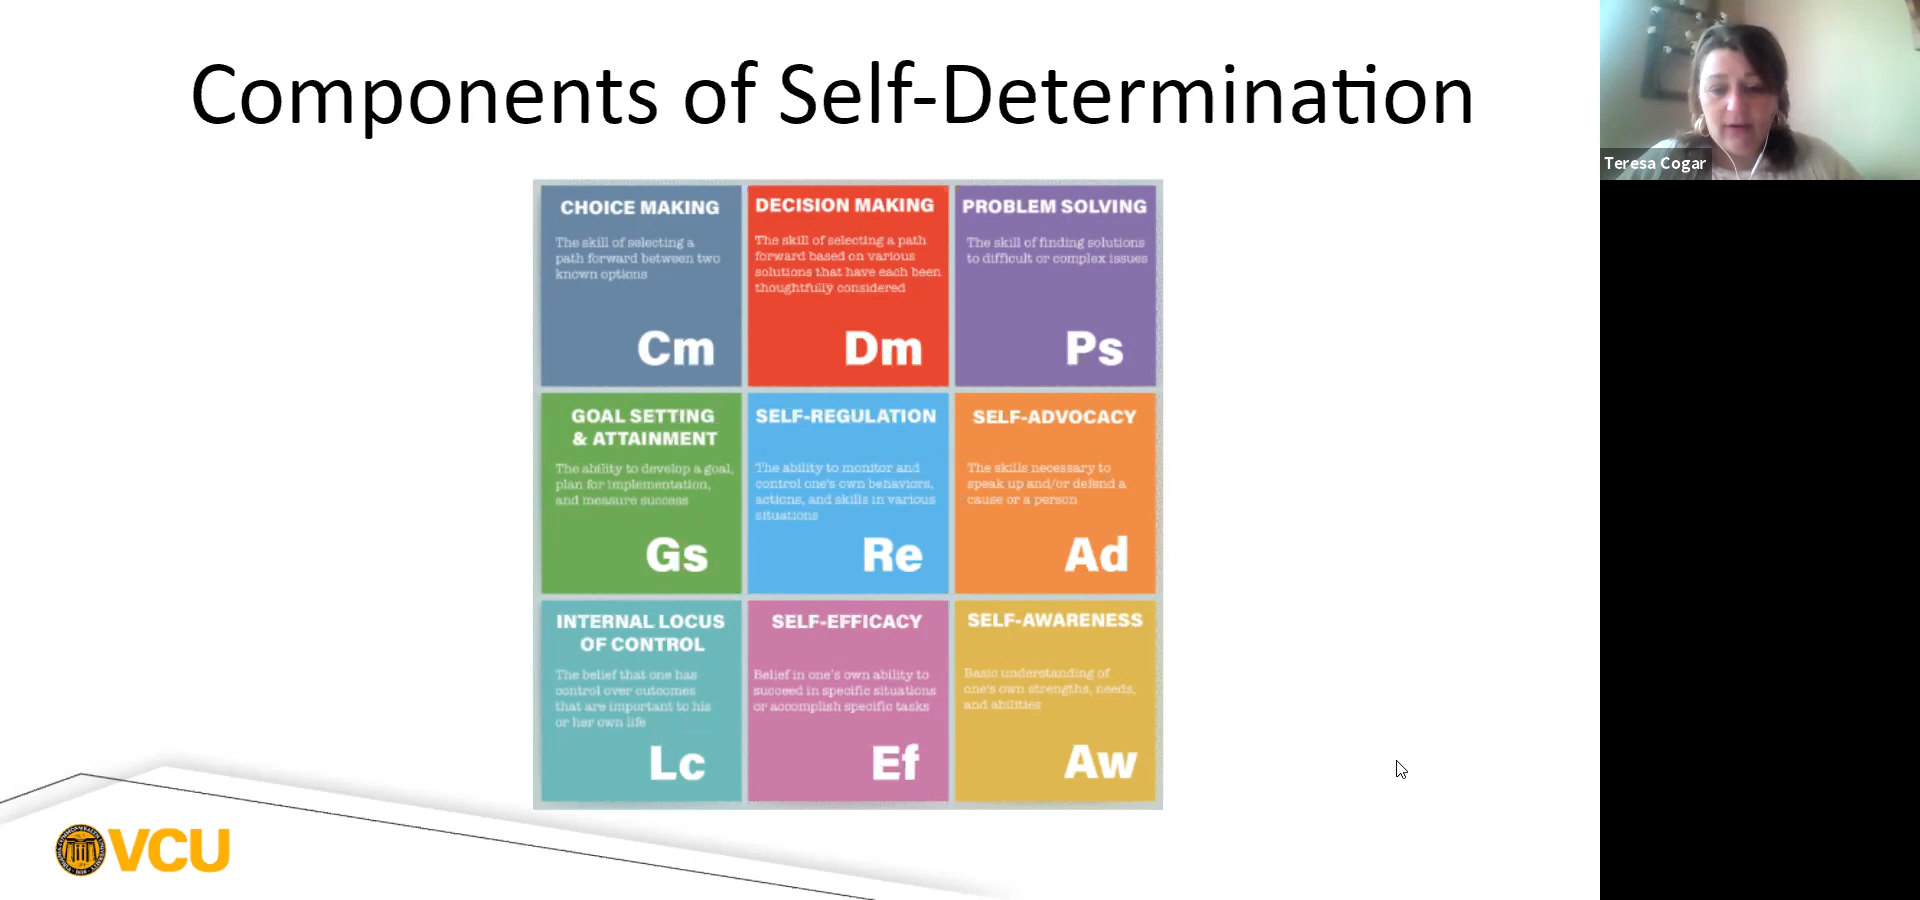 Components of Self-Determination
Teresa Cogar
CHOICE MAKING
The skill of selecting a
path forward between two
known options
Cm
DECISION MAKING
The skill of selecting a path
forward based on various
solutions that have each been
thoughtfully considered
Dm
PROBLEM SOLVING
The skill of finding solutions
to difficult or complex issues
Ps
GOAL SETTING
& ATTAINMENT
The ability to develop a goal,
plan for implementation,
and measure success
Gs
SELF-REGULATION
The ability to monitor and
control one's own behaviors,
actions, and skills in various
situations
Re
SELF-ADVOCACY
The skills necessary to
speak up and/or defend a
cause or a person
Ad
INTERNAL LOCUS
OF CONTROL
The belief that one has
control over outcomes
that are important to his
or her own life
Lc
SELF-EFFICACY
Belief in one's own ability to
succeed in specific situations
or accomplish specific tasks
Ef
SELF-AWARENESS
Basic understanding of
one's own strengths, needs,
and abilities
Aw
VCU